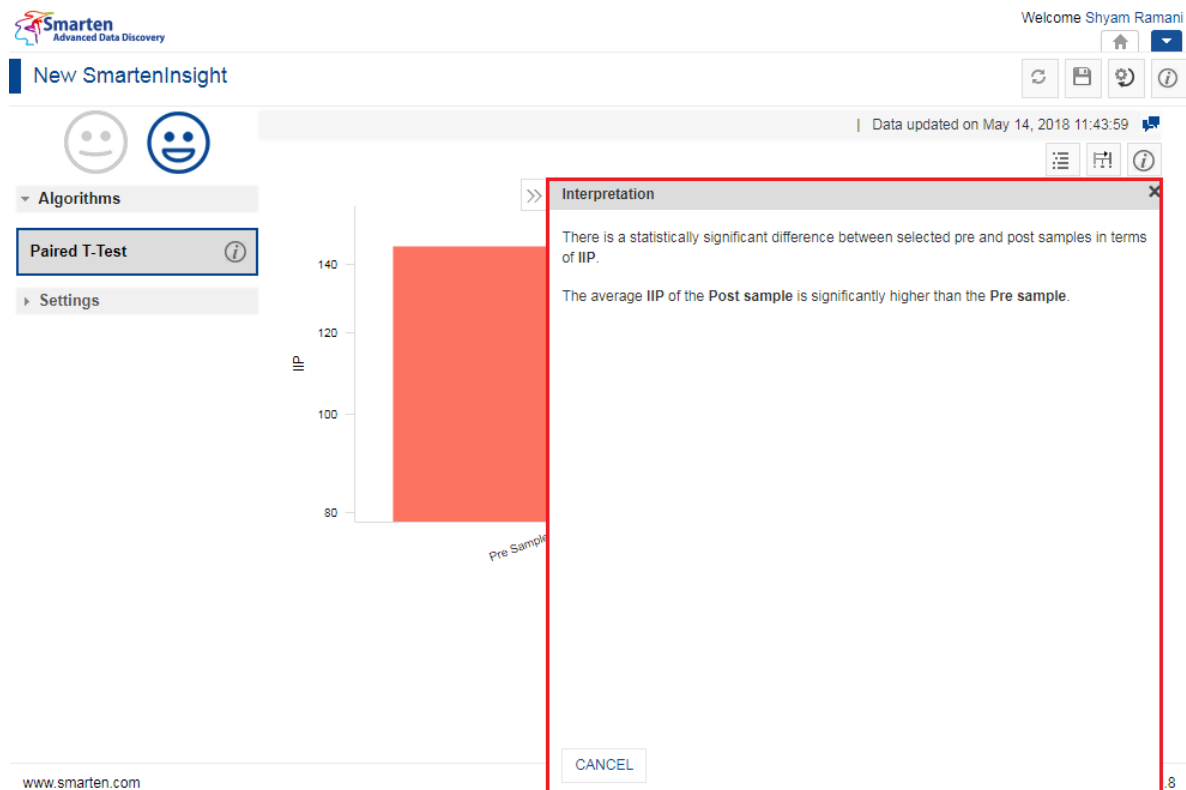 Smarten
Advanced Data Discovery
Welcome Shyam Ramani
New SmartenInsight
| Data updated on May 14, 2018 11:43:59
Algorithms
Paired T-Test
Settings
Interpretation
There is a statistically significant difference between selected pre and post samples in terms
of IIP.
The average IIP of the Post sample is significantly higher than the Pre sample.
CANCEL
140
120
100
80
IIP
Pre Sample
www.smarten.com
.8